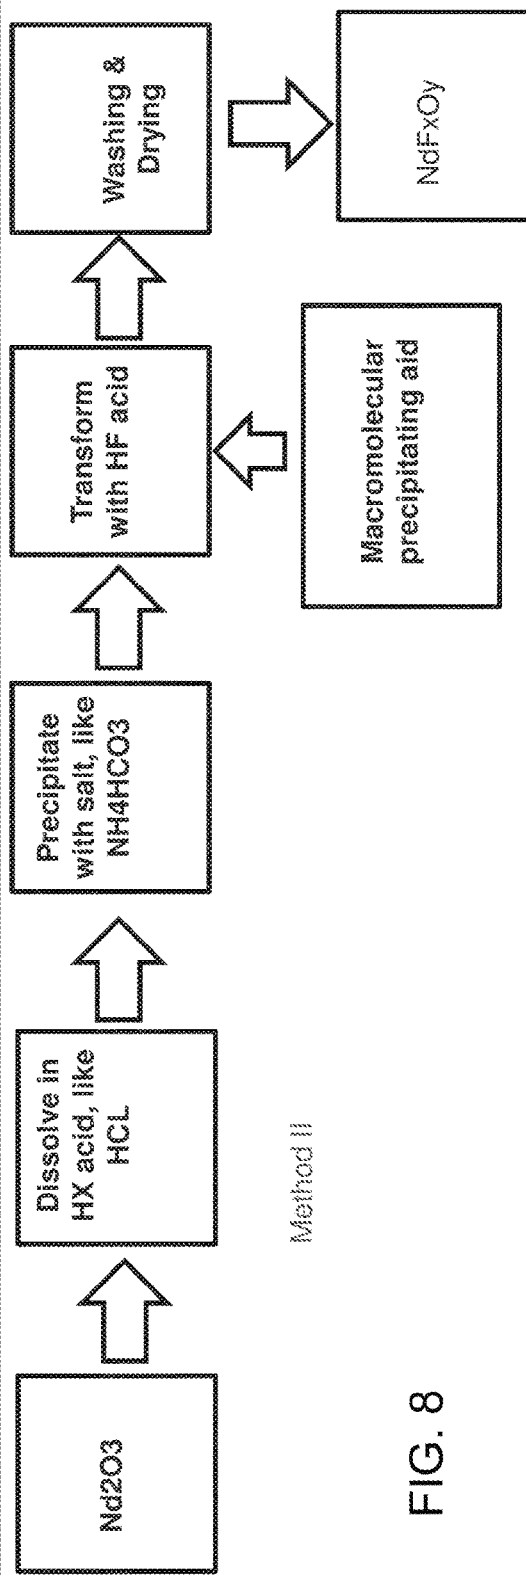 Nd2O3
Dissolve in
HX acid, like
HCL
Precipitate
with salt, like
NH4HCO3
Transform
with HF acid
Washing &
Drying
Macromolecular
precipitating aid
NdFxOy
Method II
FIG. 8